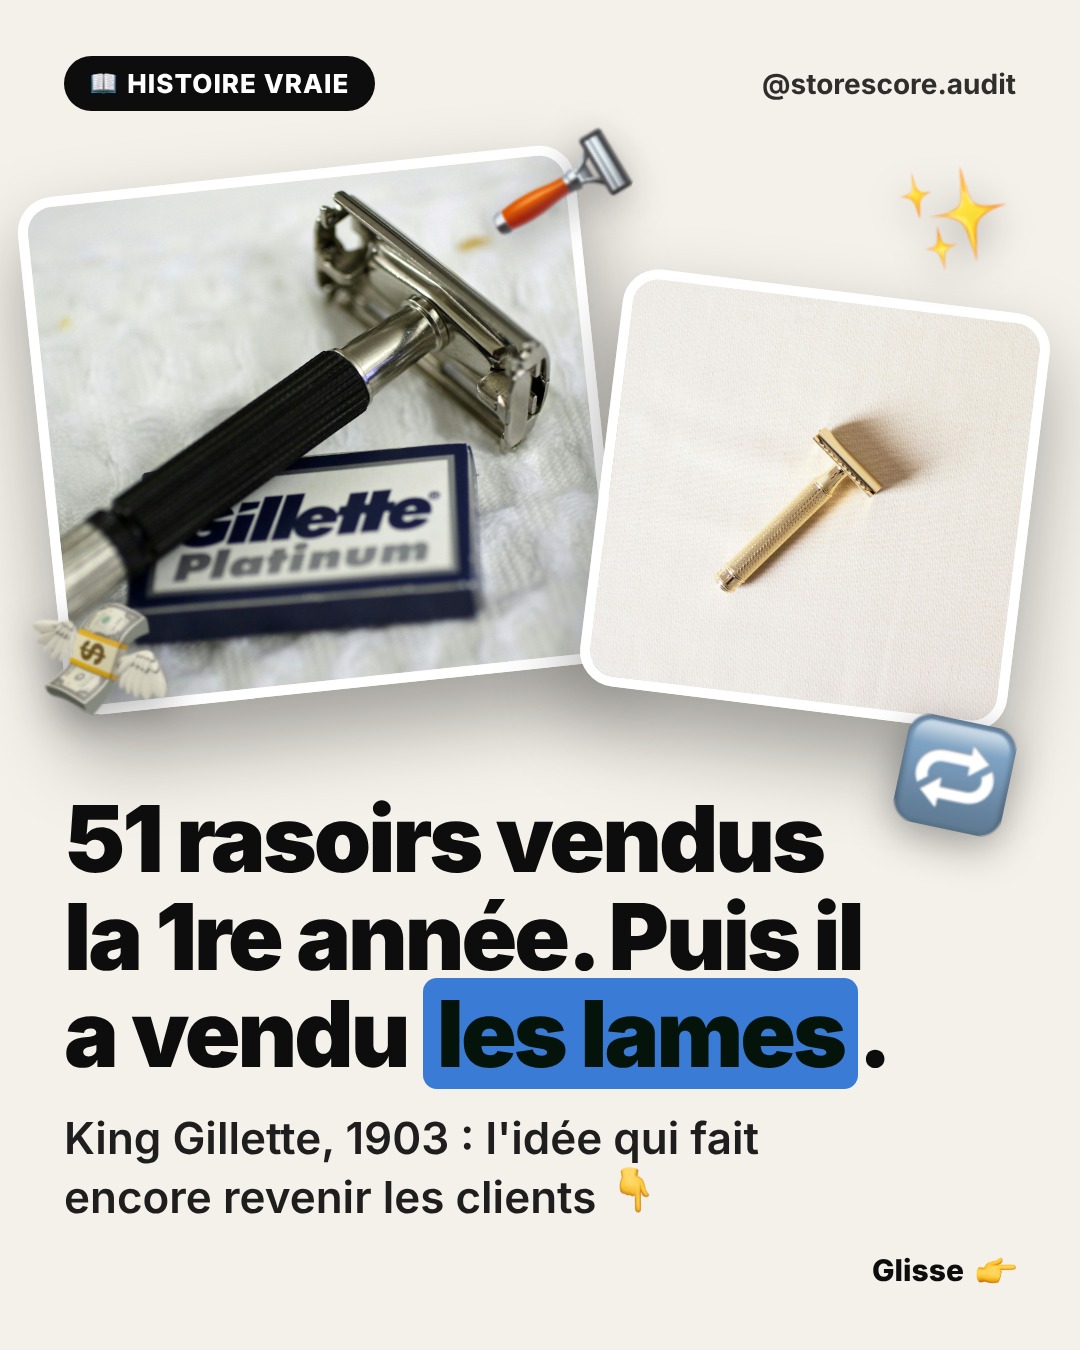 📖 HISTOIRE VRAIE
@storescore.audit
Gillette®
Platinum
51 rasoirs vendus
la 1re année. Puis il
a vendu les lames.
King Gillette, 1903 : l'idée qui fait
encore revenir les clients 👇
Glisse 👉